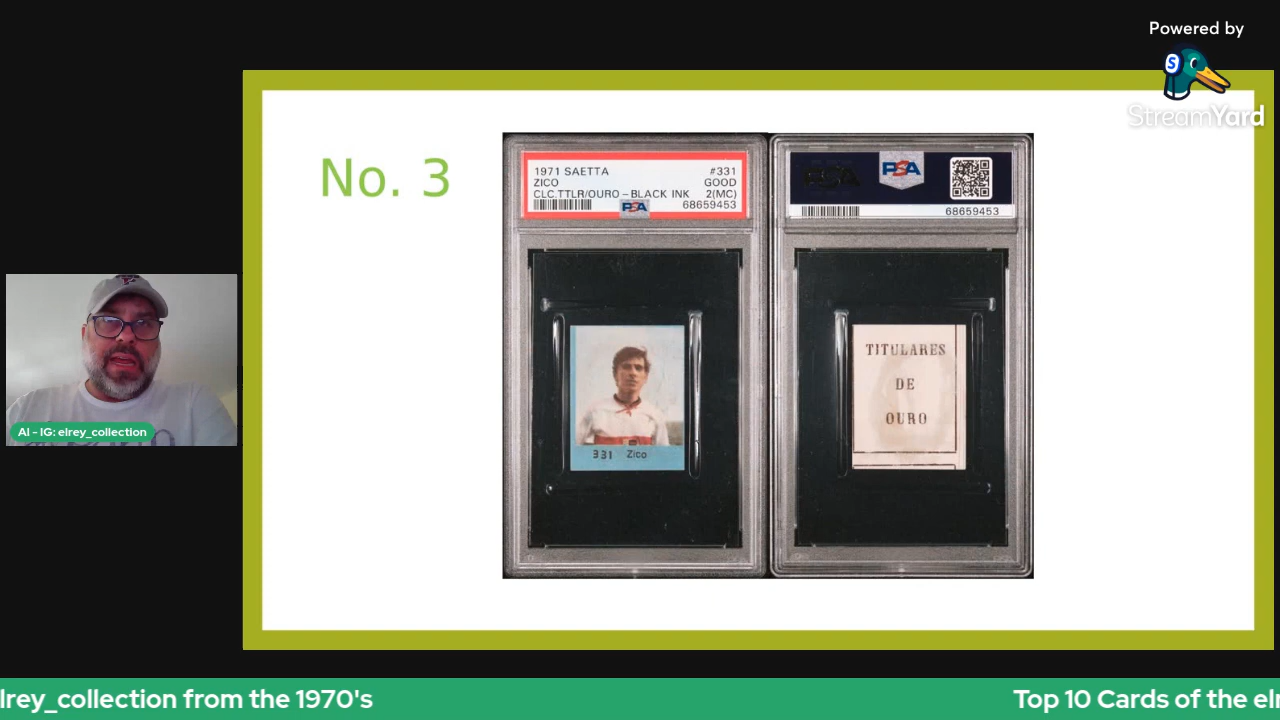 Powered by
StreamYard
No. 3
1971 SAETTA #331
ZICO GOOD
CLC.TTLR/OURO – BLACK INK 2(MC)
PSA
68659453
PSA
68659453
331 Zico
TITULARES
DE
OURO
AI - IG: elrey_collection
lrey_collection from the 1970's
Top 10 Cards of the el